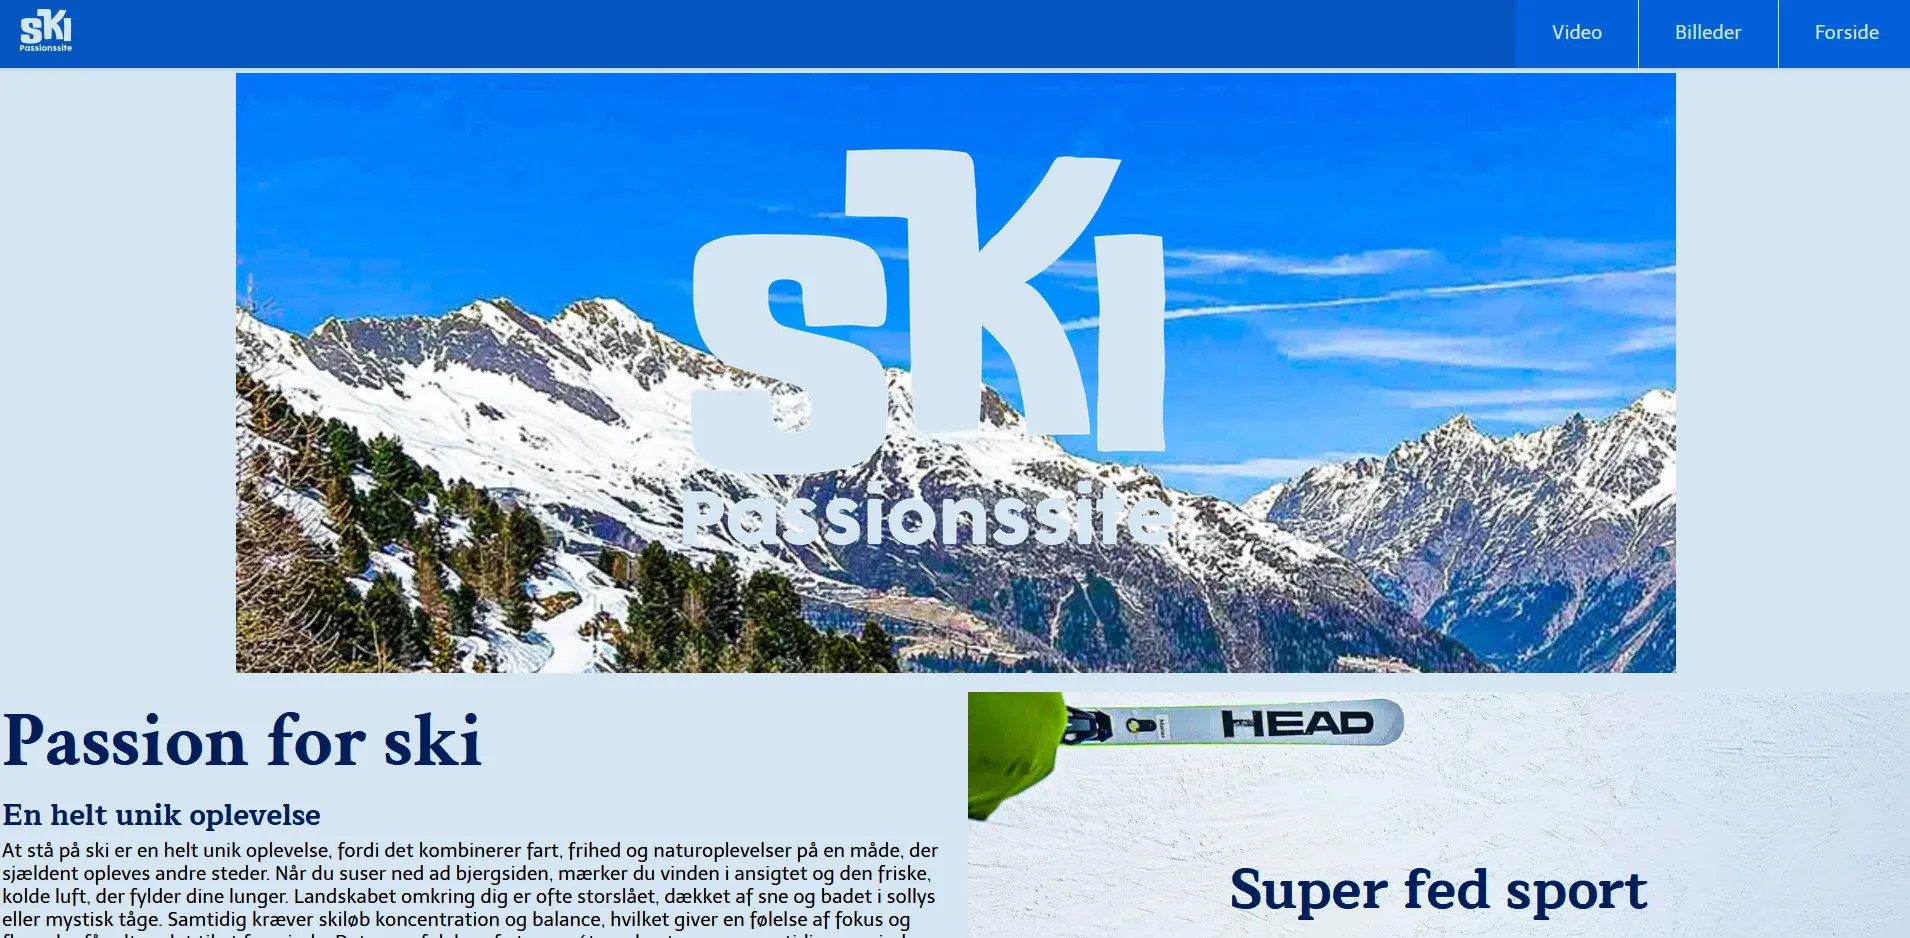 SKI
Passionssite
Video
Billeder
Forside
SKI
Passionssite
Passion for ski
En helt unik oplevelse
At stå på ski er en helt unik oplevelse, fordi det kombinerer fart, frihed og naturoplevelser på en måde, der
sjældent opleves andre steder. Når du suser ned ad bjergsiden, mærker du vinden i ansigtet og den friske,
kolde luft, der fylder dine lunger. Landskabet omkring dig er ofte storslået, dækket af sne og badet i sollys
eller mystisk tåge. Samtidig kræver skiløb koncentration og balance, hvilket giver en følelse af fokus og
HEAD
Super fed sport